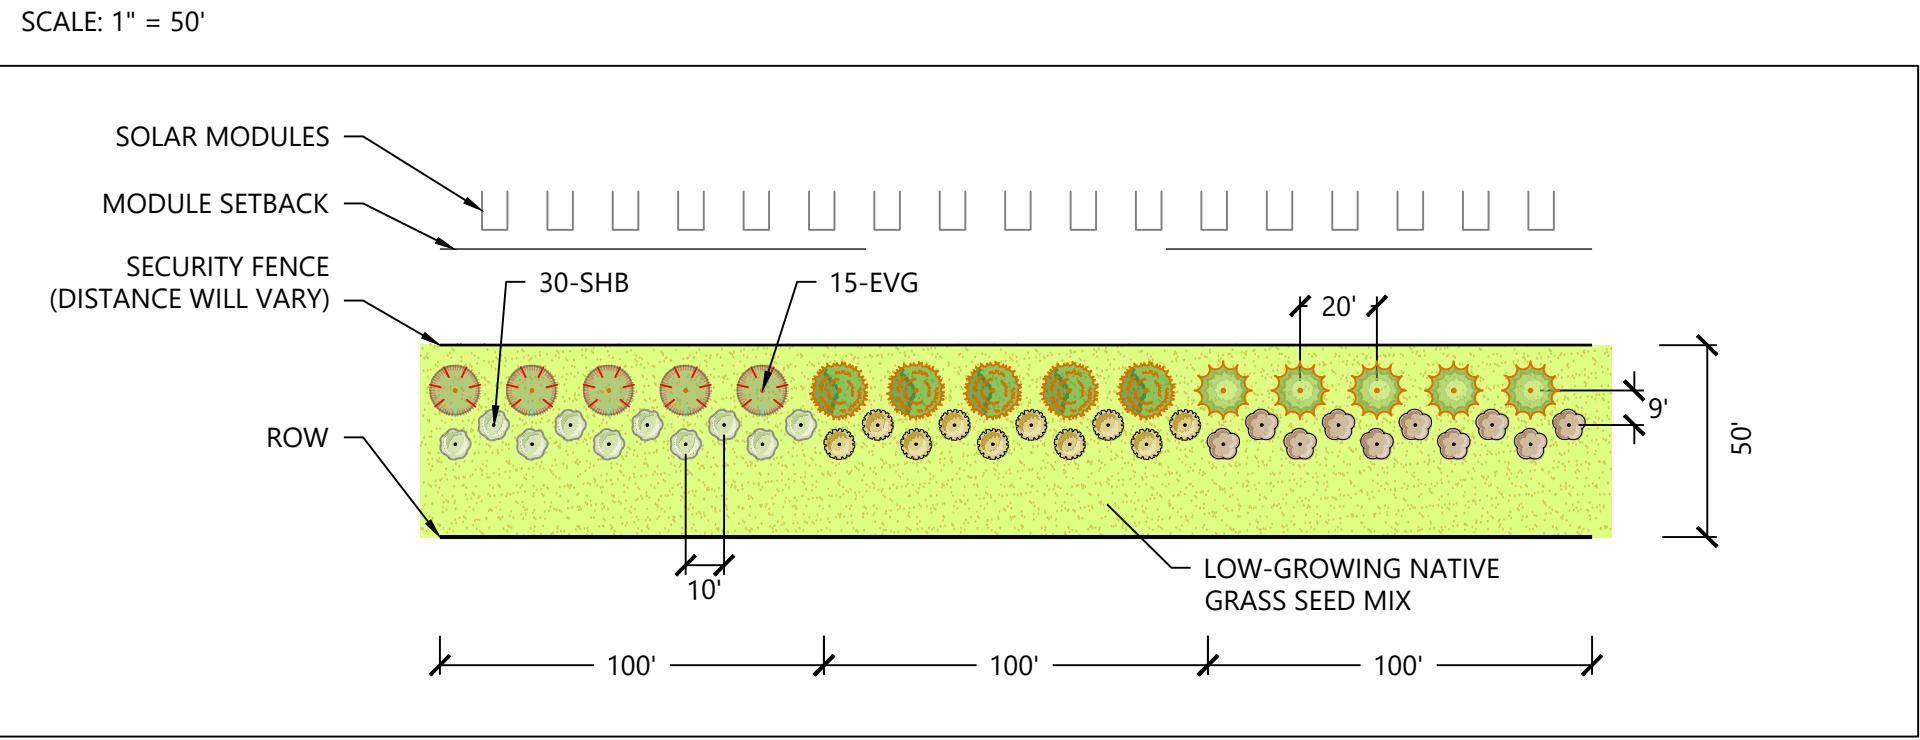 SCALE: 1" = 50'
SOLAR MODULES
MODULE SETBACK
SECURITY FENCE
(DISTANCE WILL VARY)
30-SHB
15-EVG
20'
9'
50'
ROW
10'
LOW-GROWING NATIVE
GRASS SEED MIX
100'
100'
100'